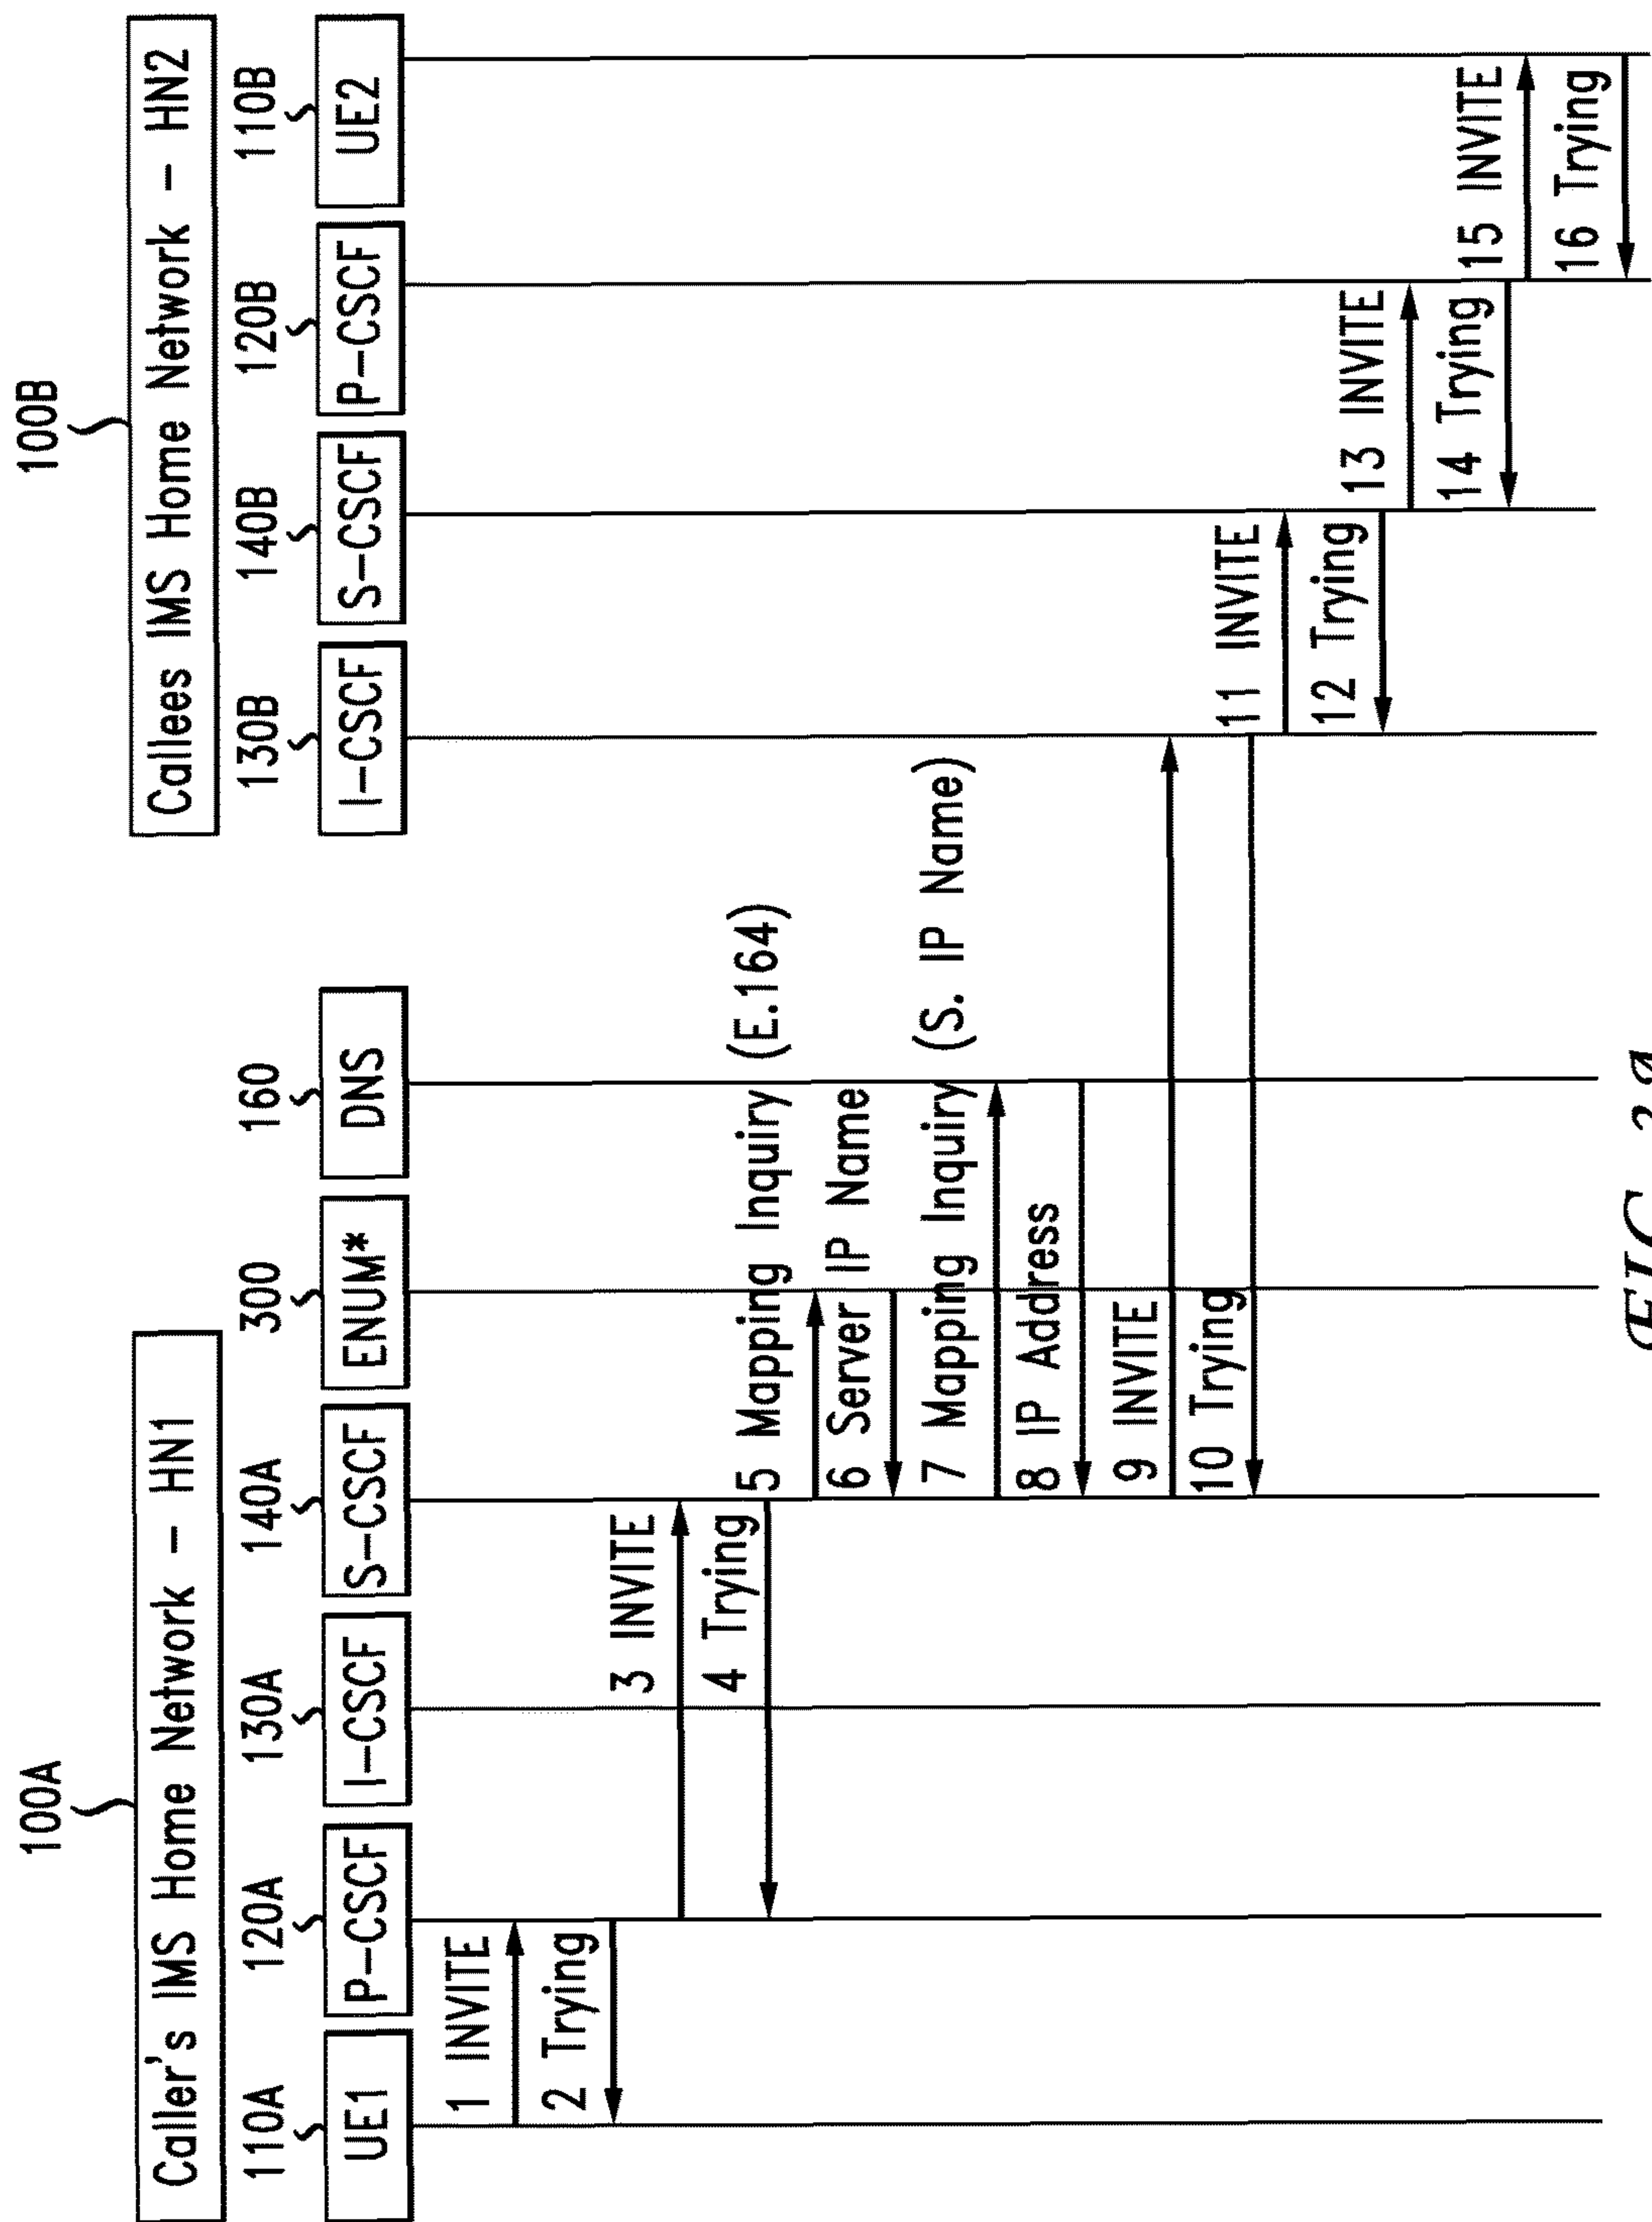 100A
100B
Caller's IMS Home Network - HN1
Callees IMS Home Network - HN2
110A 120A 130A 140A 300 160 130B 140B 120B 110B
UE1 P-CSCF I-CSCF S-CSCF ENUM* DNS I-CSCF S-CSCF P-CSCF UE2
1 INVITE
2 Trying
3 INVITE
4 Trying
5 Mapping Inquiry (E.164)
6 Server IP Name
7 Mapping Inquiry (S. IP Name)
8 IP Address
9 INVITE
10 Trying
11 INVITE
12 Trying
13 INVITE
14 Trying
15 INVITE
16 Trying